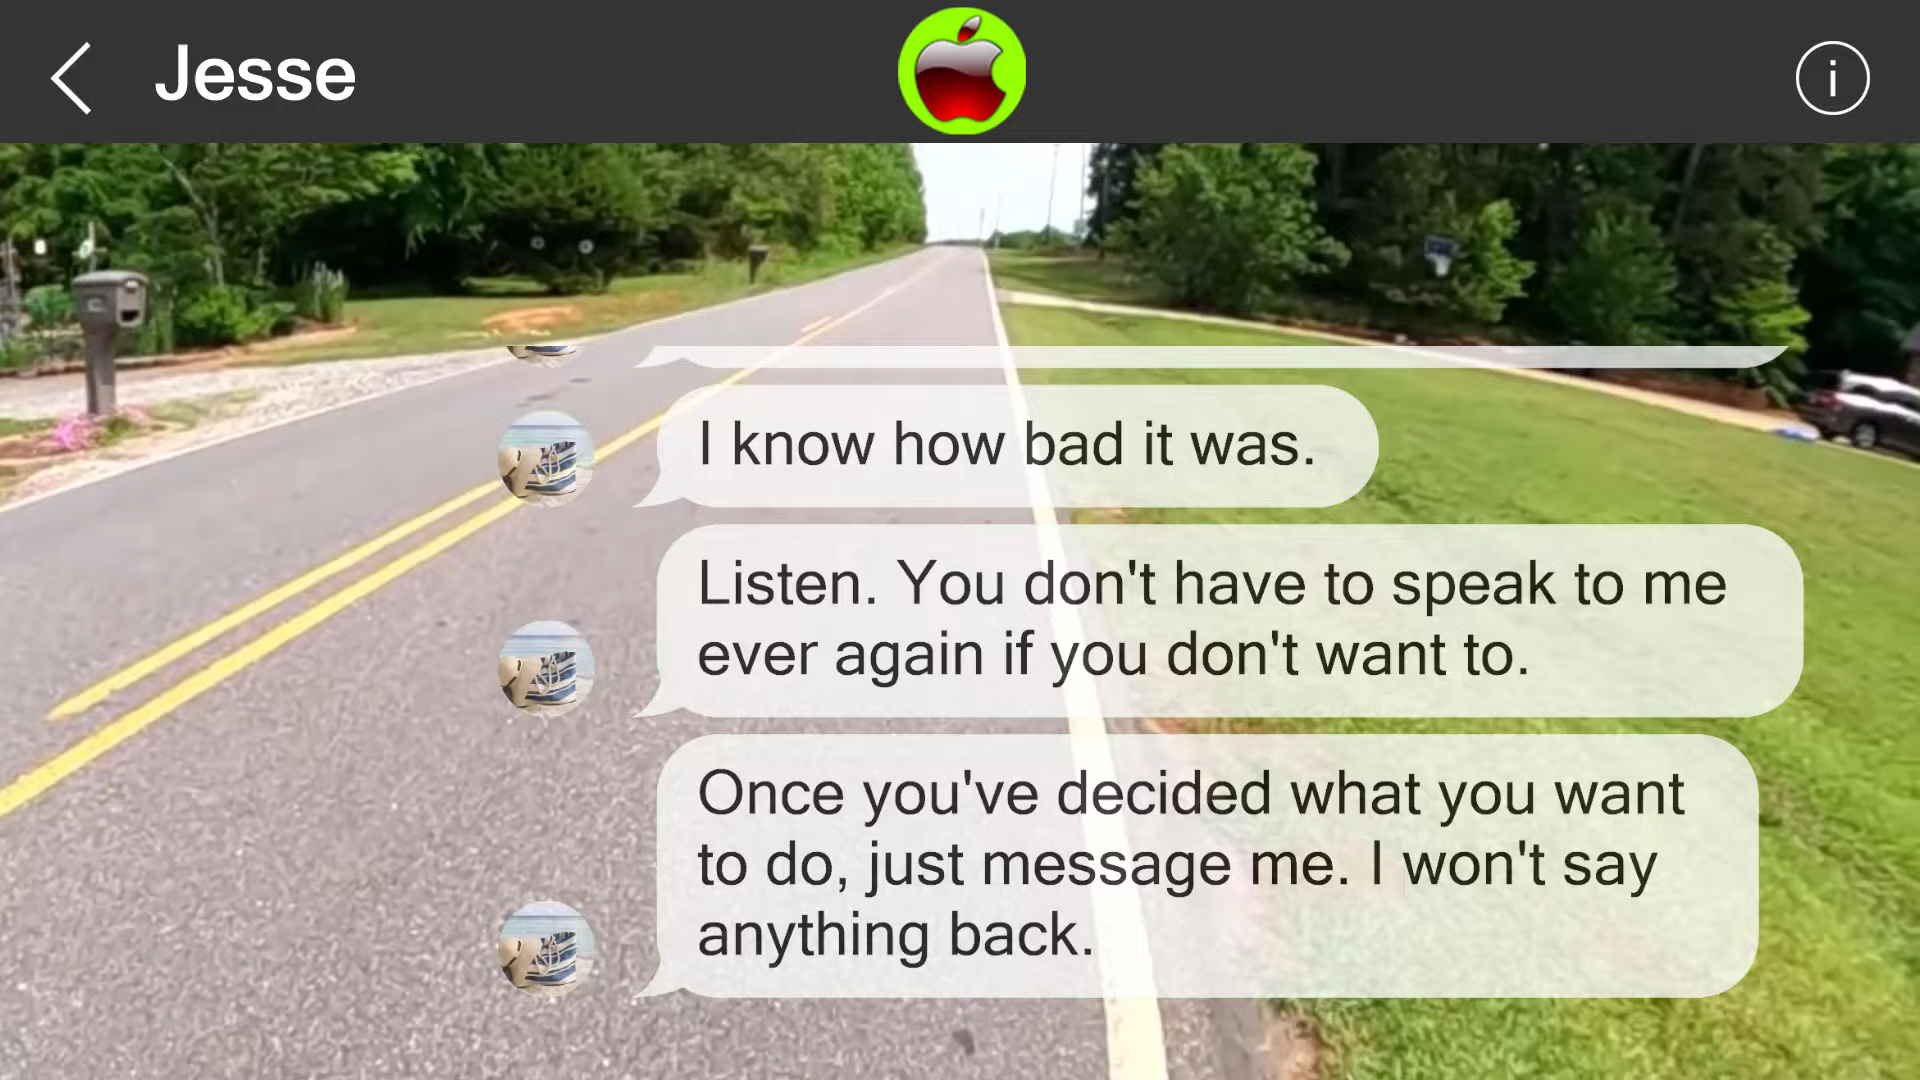 Jesse
i
I know how bad it was.
Listen. You don't have to speak to me
ever again if you don't want to.
Once you've decided what you want
to do, just message me. I won't say
anything back.